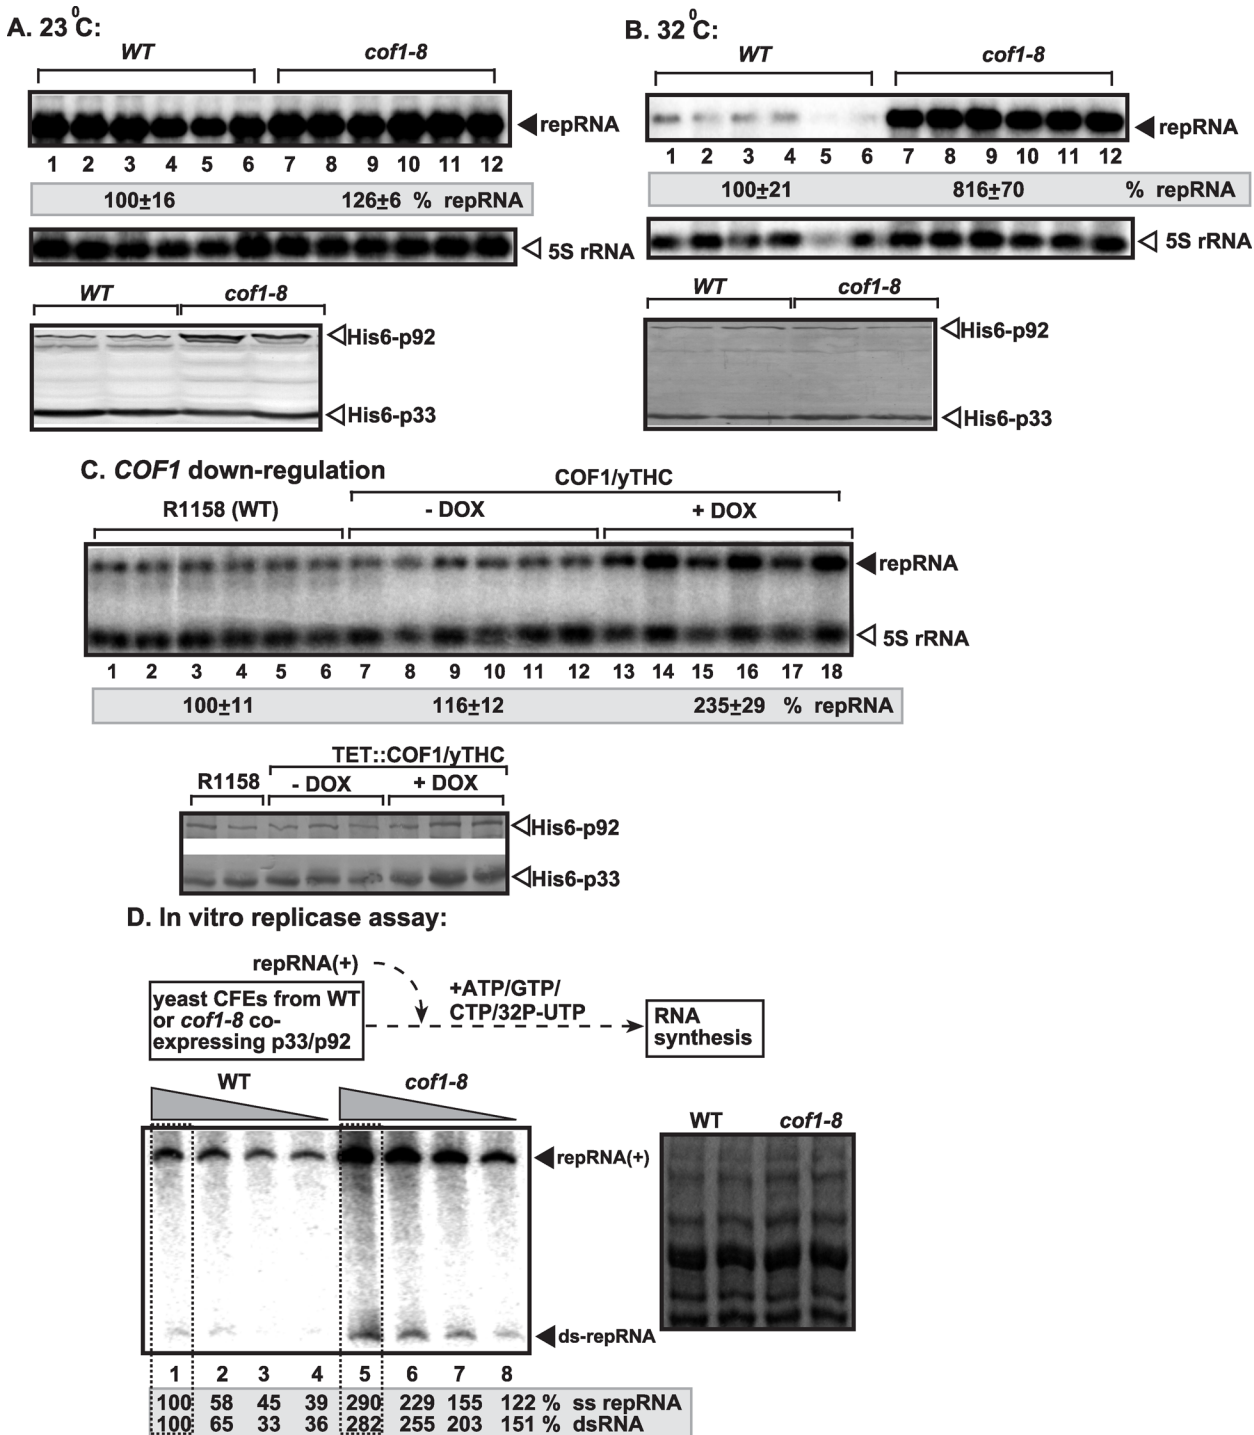 A. 23 0C:
WT cof1-8
repRNA
1 2 3 4 5 6 7 8 9 10 11 12
100±16 126±6 % repRNA
5S rRNA
WT cof1-8
His6-p92
His6-p33
B. 32 0C:
WT cof1-8
repRNA
1 2 3 4 5 6 7 8 9 10 11 12
100±21 816±70 % repRNA
5S rRNA
WT cof1-8
His6-p92
His6-p33
C. COF1 down-regulation
COF1/yTHC
R1158 (WT) - DOX + DOX
repRNA
5S rRNA
1 2 3 4 5 6 7 8 9 10 11 12 13 14 15 16 17 18
100±11 116±12 235±29 % repRNA
TET::COF1/yTHC
R1158 - DOX + DOX
His6-p92
His6-p33
D. In vitro replicase assay:
repRNA(+)
yeast CFEs from WT
or cof1-8 co-
expressing p33/p92
+ATP/GTP/
CTP/32P-UTP
RNA
synthesis
WT cof1-8
repRNA(+)
ds-repRNA
1 2 3 4 5 6 7 8
100 58 45 39 290 229 155 122 % ss repRNA
100 65 33 36 282 255 203 151 % dsRNA
WT cof1-8